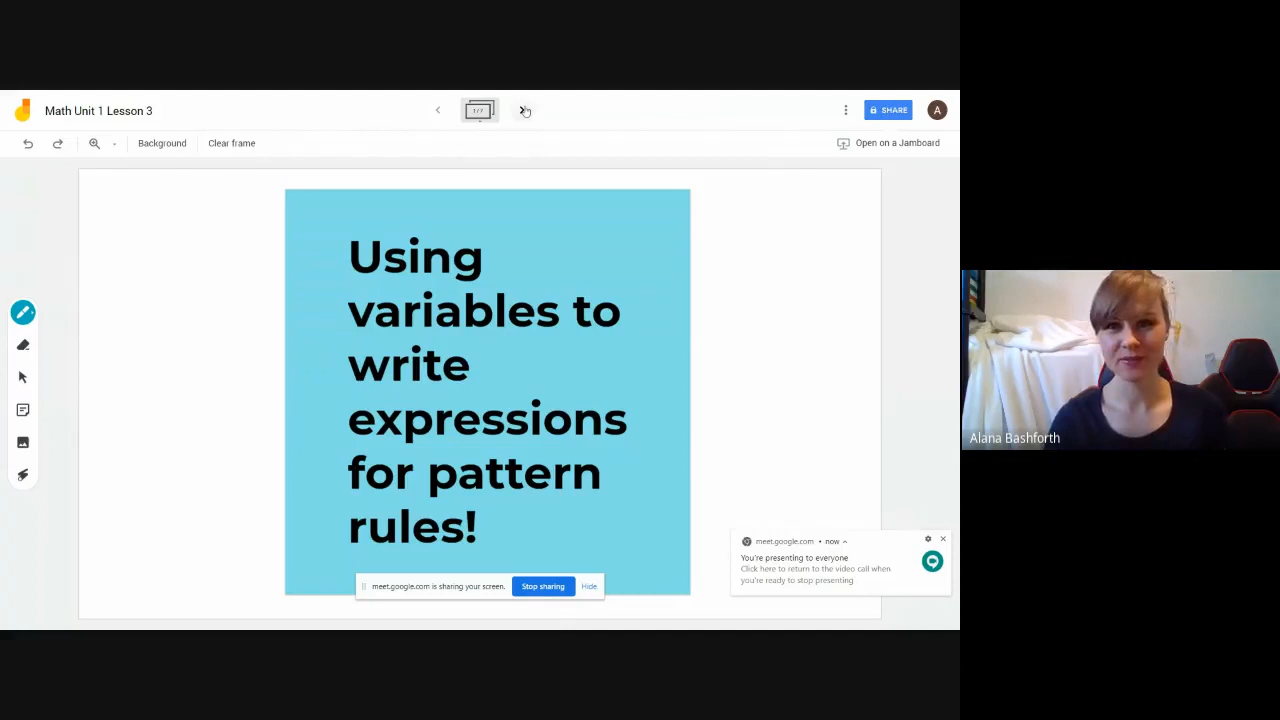 Math Unit 1 Lesson 3
1/7
SHARE
A
Background
Clear frame
Open on a Jamboard
Using
variables to
write
expressions
for pattern
rules!
Alana Bashforth
meet.google.com • now
You're presenting to everyone
Click here to return to the video call when
you're ready to stop presenting
meet.google.com is sharing your screen.
Stop sharing
Hide